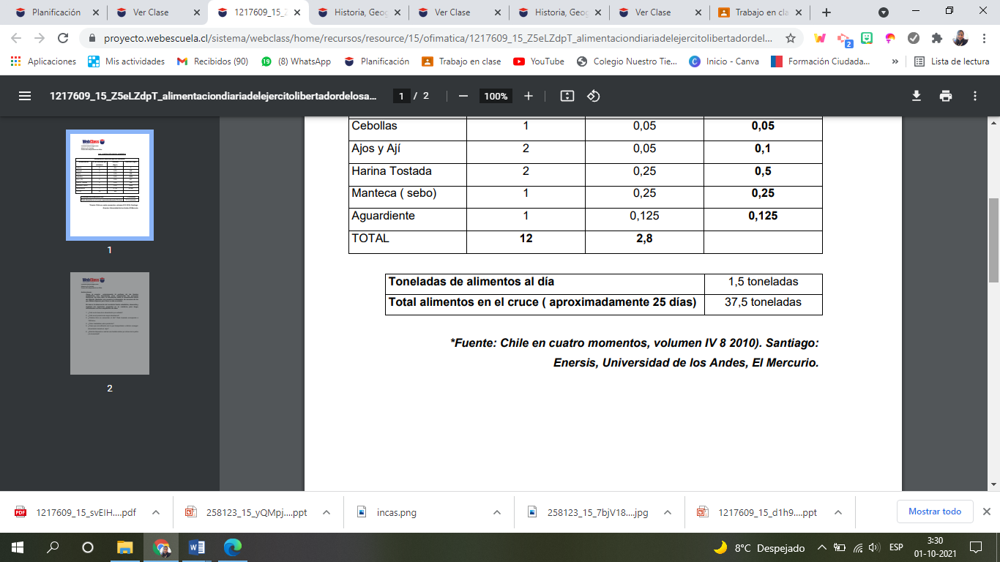 Planificación
Ver Clase
1217609_15_Z
Historia, Geog
Ver Clase
Historia, Geog
Ver Clase
Trabajo en cla
proyecto.webescuela.cl/sistema/webclass/home/recursos/resource/15/ofimatica/1217609_15_Z5eLZdpT_alimentaciondiariadelejercitolibertadordel...
2
Aplicaciones
Mis actividades
Recibidos (90)
19
(8) WhatsApp
Planificación
Trabajo en clase
YouTube
Colegio Nuestro Tie...
Inicio - Canva
Formación Ciudada...
»
Lista de lectura
1217609_15_Z5eLZdpT_alimentaciondiariadelejercitolibertadordelosa...
1 / 2
100%
WebClass
1
WebClass
2
Cebollas 1 0,05 0,05
Ajos y Ají 2 0,05 0,1
Harina Tostada 2 0,25 0,5
Manteca ( sebo) 1 0,25 0,25
Aguardiente 1 0,125 0,125
TOTAL 12 2,8
Toneladas de alimentos al día 1,5 toneladas
Total alimentos en el cruce ( aproximadamente 25 días) 37,5 toneladas
*Fuente: Chile en cuatro momentos, volumen IV 8 2010). Santiago:
Enersis, Universidad de los Andes, El Mercurio.
PDF
1217609_15_svEIH....pdf
258123_15_yQMpj....ppt
incas.png
258123_15_7bjV18....jpg
1217609_15_d1h9....ppt
Mostrar todo
8°C Despejado
ESP
3:30
01-10-2021